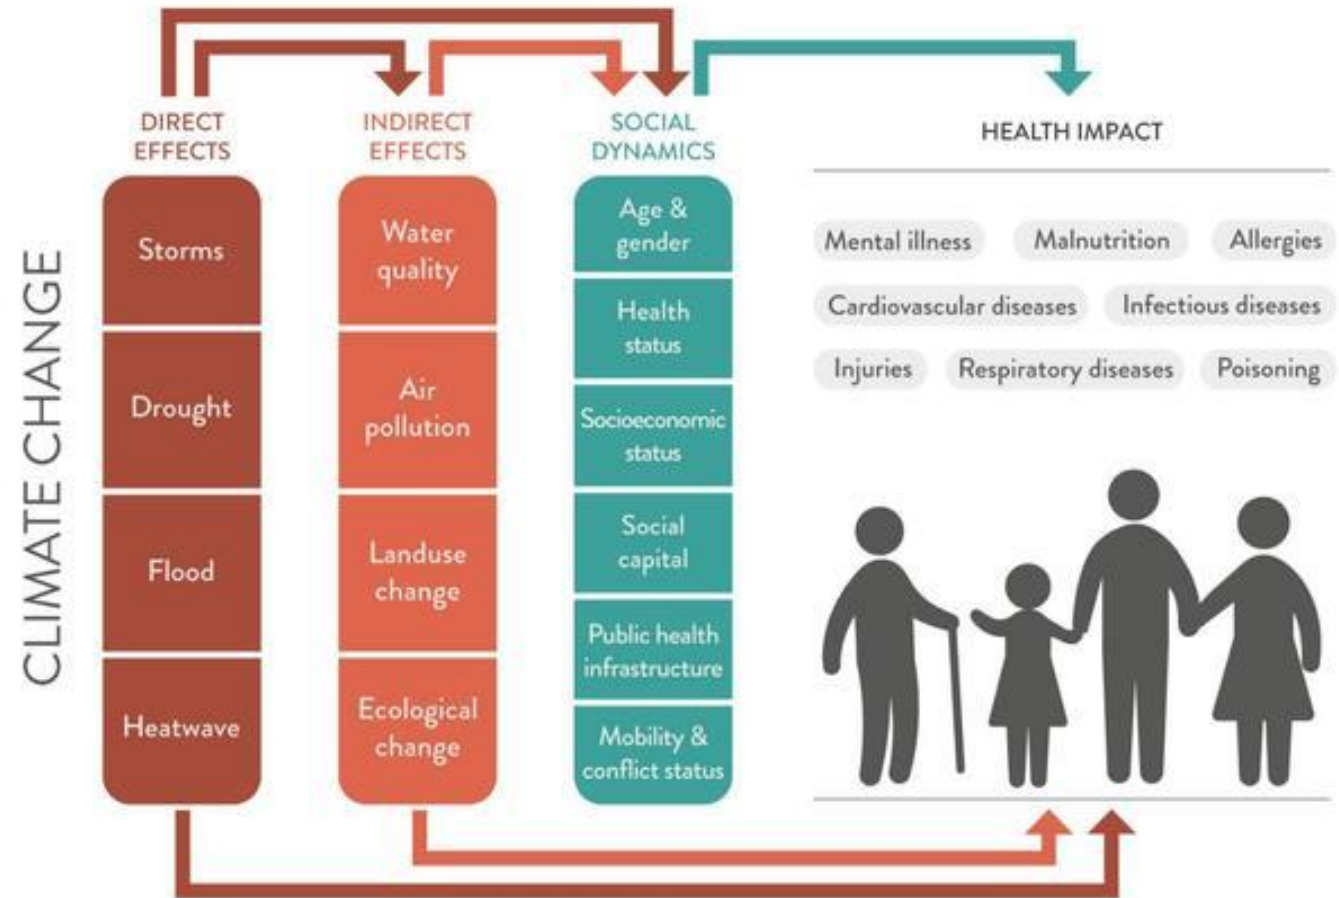 CLIMATE CHANGE
DIRECT
EFFECTS
Storms
Drought
Flood
Heatwave
INDIRECT
EFFECTS
Water
quality
Air
pollution
Landuse
change
Ecological
change
SOCIAL
DYNAMICS
Age &
gender
Health
status
Socioeconomic
status
Social
capital
Public health
infrastructure
Mobility &
conflict status
HEALTH IMPACT
Mental illness Malnutrition Allergies
Cardiovascular diseases Infectious diseases
Injuries Respiratory diseases Poisoning